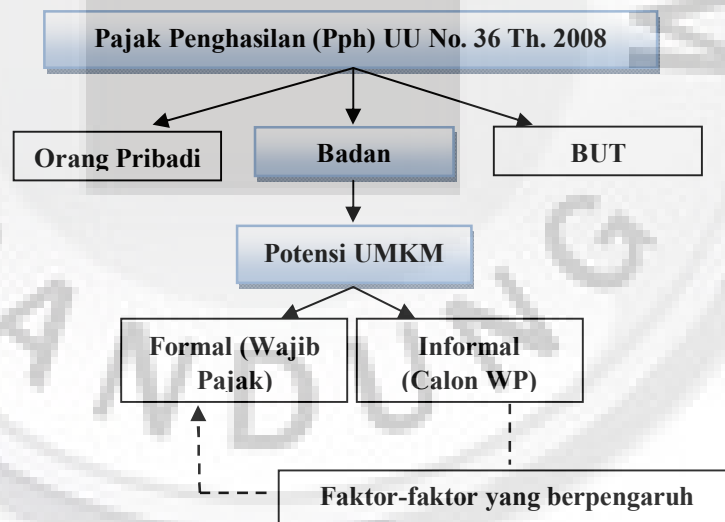 Pajak Penghasilan (Pph) UU No. 36 Th. 2008
Orang Pribadi
Badan
BUT
Potensi UMKM
Formal (Wajib
Pajak)
Informal
(Calon WP)
Faktor-faktor yang berpengaruh
ANDUNG